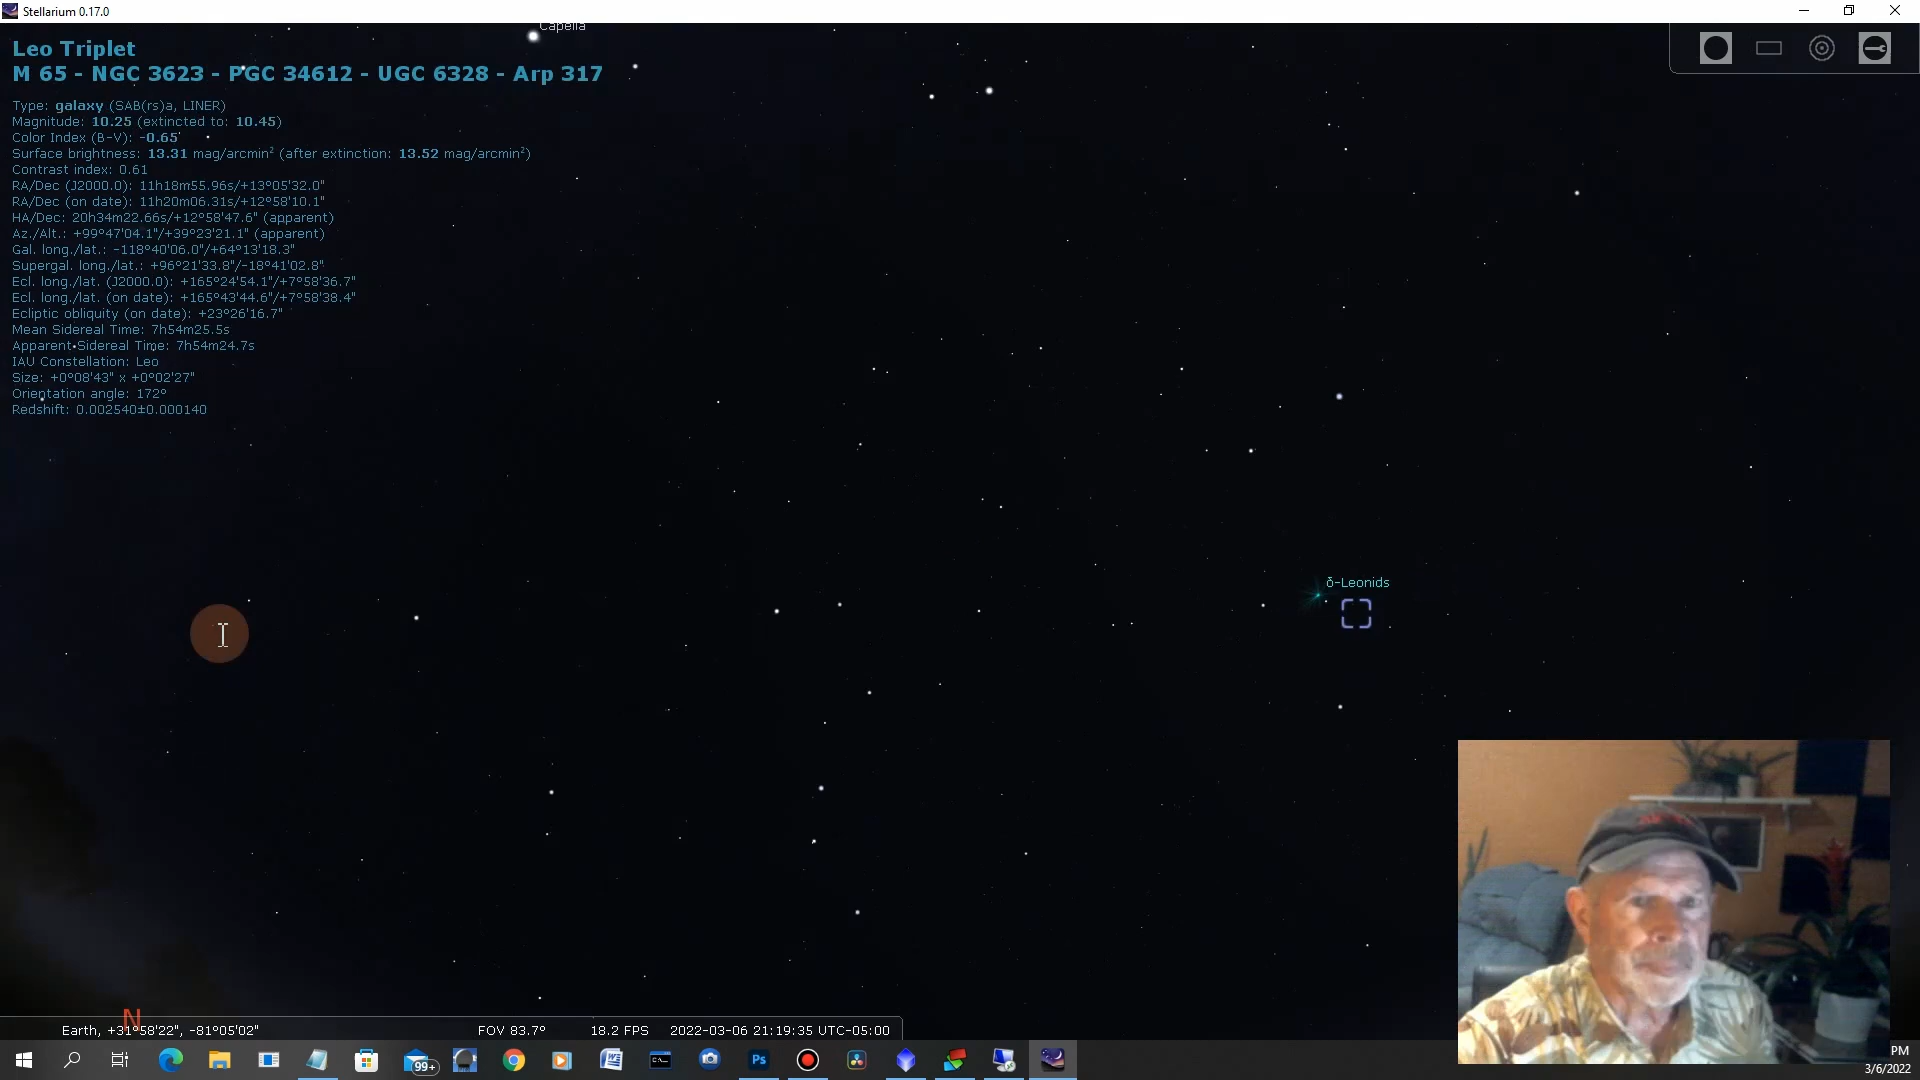 Stellarium 0.17.0
Capella
Leo Triplet
M 65 - NGC 3623 - PGC 34612 - UGC 6328 - Arp 317
Type: galaxy (SAB(rs)a, LINER)
Magnitude: 10.25 (extincted to: 10.45)
Color Index (B-V): -0.65
Surface brightness: 13.31 mag/arcmin² (after extinction: 13.52 mag/arcmin²)
Contrast index: 0.61
RA/Dec (J2000.0): 11h18m55.96s/+13°05'32.0"
RA/Dec (on date): 11h20m06.31s/+12°58'10.1"
HA/Dec: 20h34m22.66s/+12°58'47.6" (apparent)
Az./Alt.: +99°47'04.1"/+39°23'21.1" (apparent)
Gal. long./lat.: -118°40'06.0"/+64°13'18.3"
Supergal. long./lat.: +96°21'33.8"/-18°41'02.8"
Ecl. long./lat. (J2000.0): +165°24'54.1"/+7°58'36.7"
Ecl. long./lat. (on date): +165°43'44.6"/+7°58'38.4"
Ecliptic obliquity (on date): +23°26'16.7"
Mean Sidereal Time: 7h54m25.5s
Apparent Sidereal Time: 7h54m24.7s
IAU Constellation: Leo
Size: +0°08'43" x +0°02'27"
Orientation angle: 172°
Redshift: 0.002540±0.000140
δ-Leonids
N
Earth, +31°58'22", -81°05'02" FOV 83.7° 18.2 FPS 2022-03-06 21:19:35 UTC-05:00
99+
Ps
PM
3/6/2022